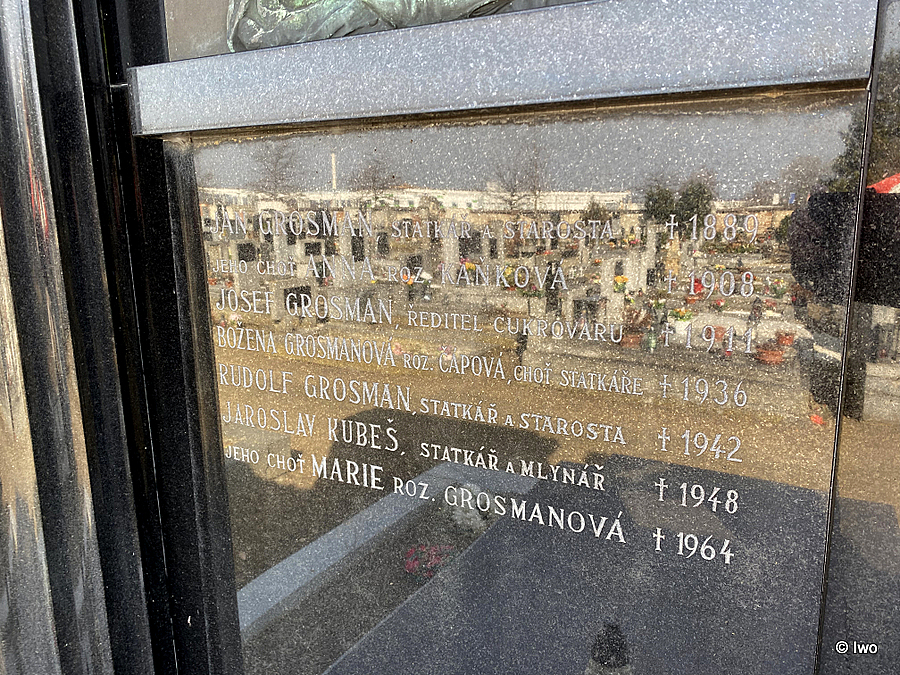 JAN GROSMAN, STATKÁŘ A STAROSTA †1889
JEHO CHOŤ ANNA ROZ. KAŇKOVÁ †1908
JOSEF GROSMAN, ŘEDITEL CUKROVARU †1911
BOŽENA GROSMANOVÁ ROZ. ČAPOVÁ, CHOŤ STATKÁŘE †1936
RUDOLF GROSMAN, STATKÁŘ A STAROSTA †1942
JAROSLAV KUBEŠ, STATKÁŘ A MLYNÁŘ †1948
JEHO CHOŤ MARIE ROZ. GROSMANOVÁ †1964
© Iwo